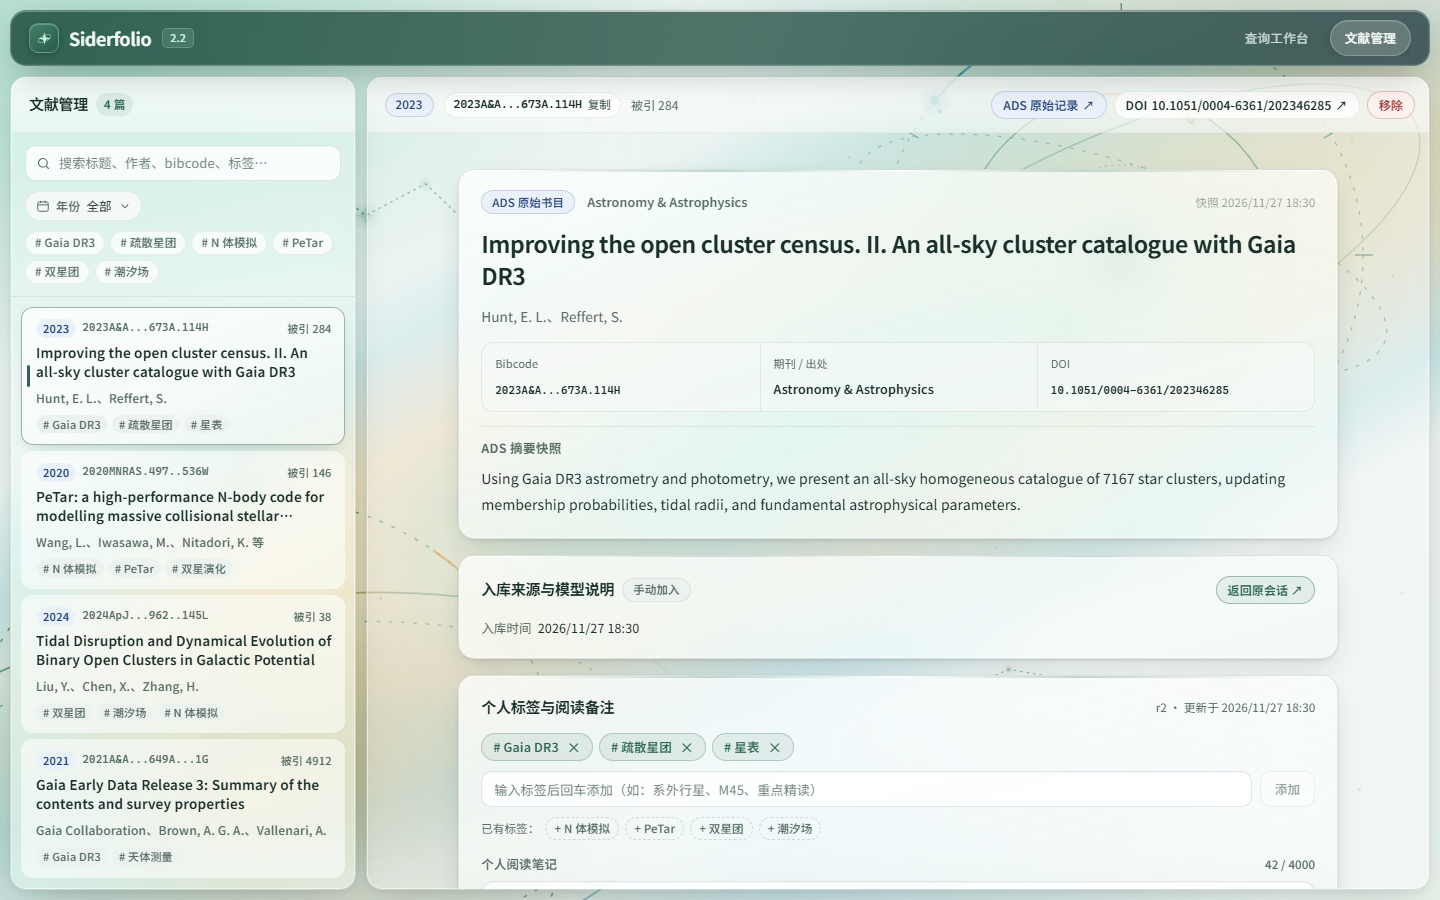 Siderfolio 2.2
查询工作台 文献管理
文献管理 4 篇
搜索标题、作者、bibcode、标签…
年份 全部
# Gaia DR3 # 疏散星团 # N 体模拟 # PeTar
# 双星团 # 潮汐场
2023 2023A&A...673A.114H 被引 284
Improving the open cluster census. II. An
all-sky cluster catalogue with Gaia DR3
Hunt, E. L.、Reffert, S.
# Gaia DR3 # 疏散星团 # 星表
2020 2020MNRAS.497..536W 被引 146
PeTar: a high-performance N-body code for
modelling massive collisional stellar…
Wang, L.、Iwasawa, M.、Nitadori, K. 等
# N 体模拟 # PeTar # 双星演化
2024 2024ApJ...962..145L 被引 38
Tidal Disruption and Dynamical Evolution of
Binary Open Clusters in Galactic Potential
Liu, Y.、Chen, X.、Zhang, H.
# 双星团 # 潮汐场 # N 体模拟
2021 2021A&A...649A...1G 被引 4912
Gaia Early Data Release 3: Summary of the
contents and survey properties
Gaia Collaboration、Brown, A. G. A.、Vallenari, A.
# Gaia DR3 # 天体测量
2023 2023A&A...673A.114H 复制 被引 284
ADS 原始记录 ↗ DOI 10.1051/0004-6361/202346285 ↗ 移除
ADS 原始书目 Astronomy & Astrophysics 快照 2026/11/27 18:30
Improving the open cluster census. II. An all-sky cluster catalogue with Gaia
DR3
Hunt, E. L.、Reffert, S.
Bibcode 期刊 / 出处 DOI
2023A&A...673A.114H Astronomy & Astrophysics 10.1051/0004-6361/202346285
ADS 摘要快照
Using Gaia DR3 astrometry and photometry, we present an all-sky homogeneous catalogue of 7167 star clusters, updating
membership probabilities, tidal radii, and fundamental astrophysical parameters.
入库来源与模型说明 手动加入 返回原会话 ↗
入库时间 2026/11/27 18:30
个人标签与阅读备注 r2 · 更新于 2026/11/27 18:30
# Gaia DR3 × # 疏散星团 × # 星表 ×
输入标签后回车添加（如：系外行星、M45、重点精读） 添加
已有标签： + N 体模拟 + PeTar + 双星团 + 潮汐场
个人阅读笔记 42 / 4000